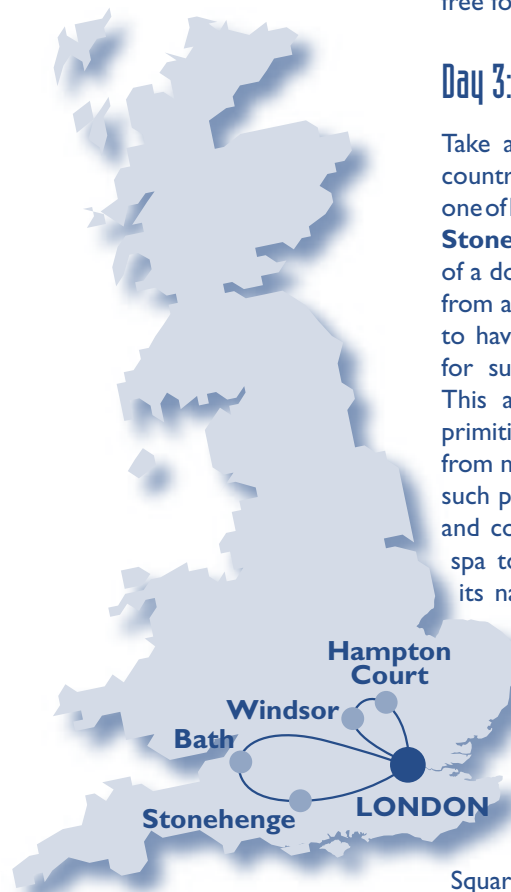 free
Day 3:
Take a
countr
one of
Stone
of a do
from a
to hav
for su
This a
primiti
from
such p
and co
spa to
its na
Hampton
Court
Windsor
Bath
Stonehenge
LONDON
Squar